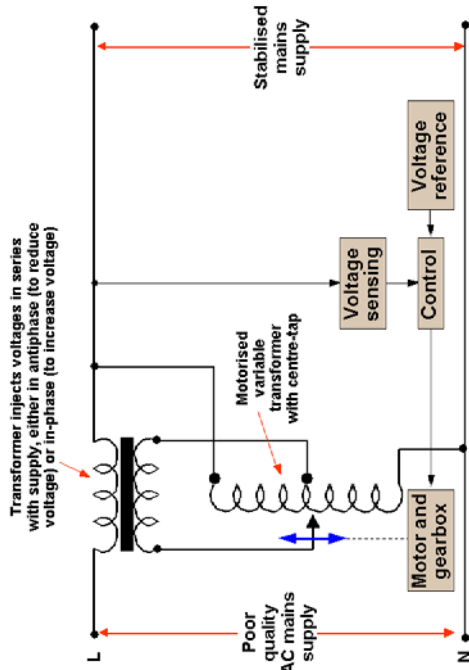 Transformer injects voltages in series
with supply, either in antiphase (to reduce
voltage) or in-phase (to increase voltage)
L
Poor
quality
AC mains
supply
Motorised
variable
transformer
with centre-tap
Stabilised
mains
supply
Voltage
sensing
Voltage
reference
Control
Motor and
gearbox
N